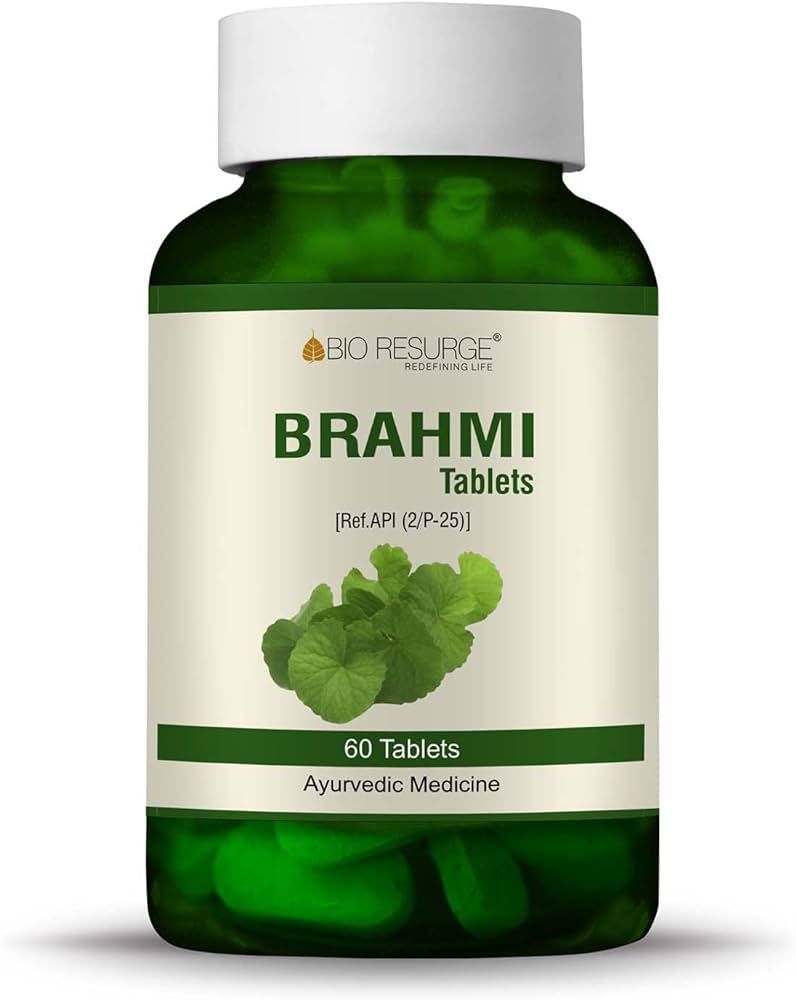 BIO RESURGE®
REDEFINING LIFE
BRAHMI
Tablets
[Ref.API (2/P-25)]
60 Tablets
Ayurvedic Medicine